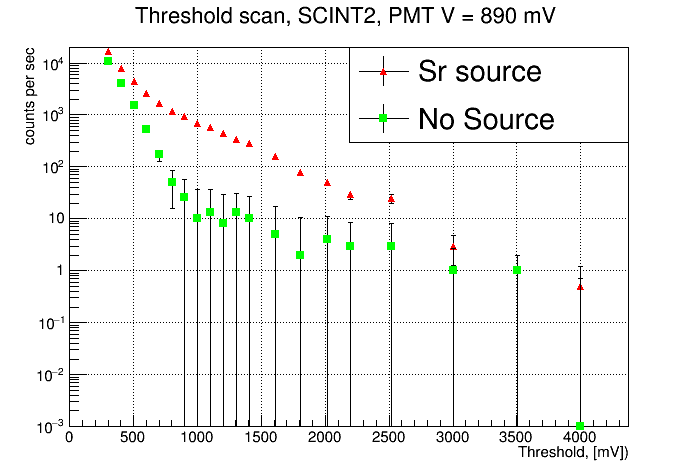 Threshold scan, SCINT2, PMT V = 890 mV
counts per sec
Sr source
No Source
10⁴
10³
10²
10
1
10⁻¹
10⁻²
10⁻³
0 500 1000 1500 2000 2500 3000 3500 4000
Threshold, [mV])